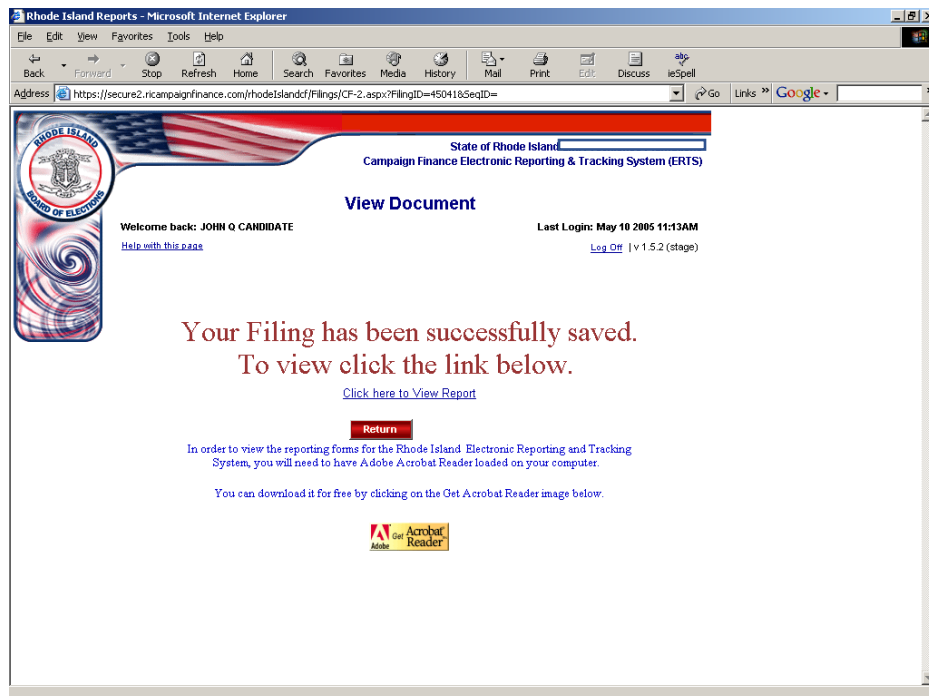 Rhode Island Reports - Microsoft Internet Explorer
File Edit View Favorites Tools Help
Back Forward Stop Refresh Home Search Favorites Media History Mail Print Edit Discuss ieSpell
Address https://secure2.ricampaignfinance.com/rhodeIslandcf/Filings/CF-2.aspx?FilingID=45041&SeqID= Go Links » Google
RHODE ISLAND
BOARD OF ELECTIONS
State of Rhode Island
Campaign Finance Electronic Reporting & Tracking System (ERTS)
View Document
Welcome back: JOHN Q CANDIDATE Last Login: May 10 2005 11:13AM
Help with this page Log Off | v 1.5.2 (stage)
Your Filing has been successfully saved.
To view click the link below.
Click here to View Report
Return
In order to view the reporting forms for the Rhode Island Electronic Reporting and Tracking
System, you will need to have Adobe Acrobat Reader loaded on your computer.
You can download it for free by clicking on the Get Acrobat Reader image below.
Adobe Get Acrobat Reader